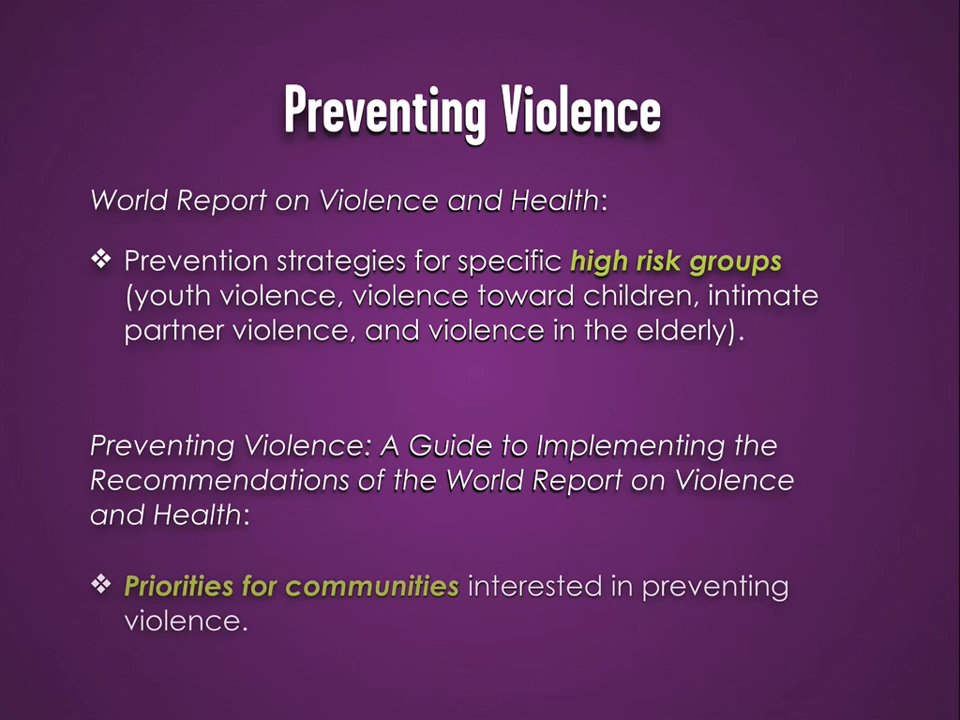 Preventing Violence
World Report on Violence and Health:
❖ Prevention strategies for specific high risk groups
(youth violence, violence toward children, intimate
partner violence, and violence in the elderly).
Preventing Violence: A Guide to Implementing the
Recommendations of the World Report on Violence
and Health:
❖ Priorities for communities interested in preventing
violence.